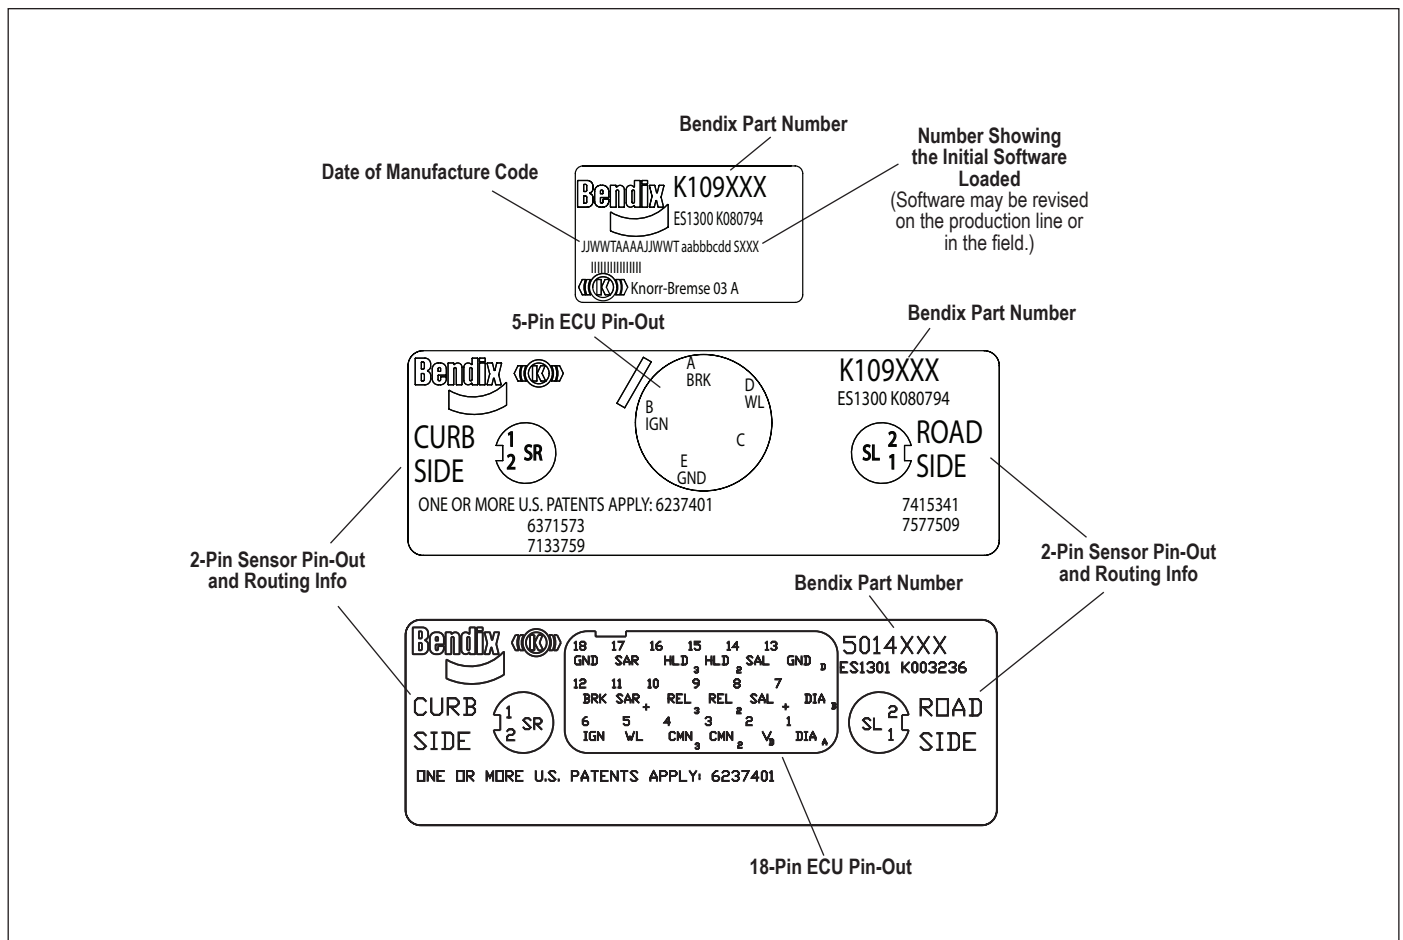 Bendix Part Number
Number Showing
the Initial Software
Loaded
(Software may be revised
on the production line or
in the field.)
Date of Manufacture Code
Bendix
K109XXX
ES1300 K080794
JJWWTAAAAJJWWT aabbbcdd SXXX
K
Knorr-Bremse 03 A
5-Pin ECU Pin-Out
Bendix Part Number
Bendix K
A
BRK
D
WL
B
IGN
C
E
GND
K109XXX
ES1300 K080794
CURB
SIDE
1
2 SR
SL 2
1
ROAD
SIDE
ONE OR MORE U.S. PATENTS APPLY: 6237401
6371573
7133759
7415341
7577509
2-Pin Sensor Pin-Out
and Routing Info
2-Pin Sensor Pin-Out
and Routing Info
Bendix Part Number
Bendix K
18 17 16 15 14 13
GND SAR HLD3 HLD2 SAL GND D
12 11 10 9 8 7
BRK SAR+ REL3 REL2 SAL+ DIA B
6 5 4 3 2 1
IGN WL CMN3 CMN2 VB DIA A
5014XXX
ES1301 K003236
CURB
SIDE
1
2 SR
SL 2
1
ROAD
SIDE
ONE OR MORE U.S. PATENTS APPLY: 6237401
18-Pin ECU Pin-Out